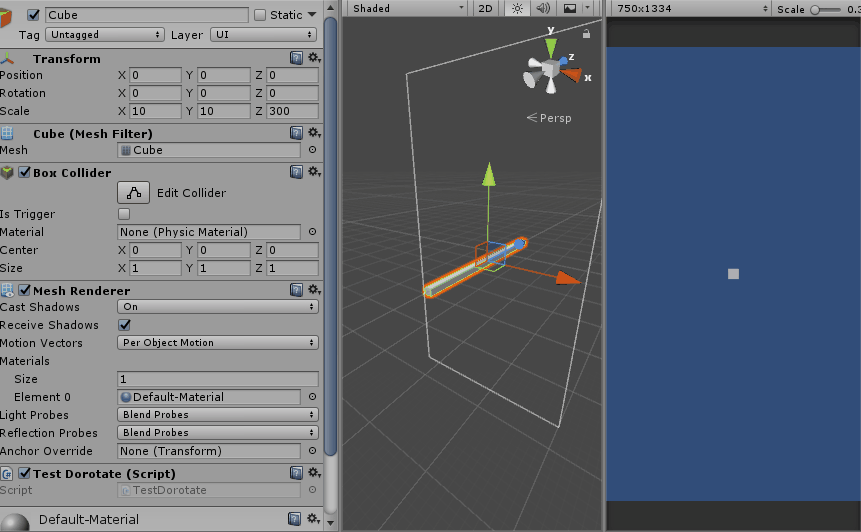 Cube Static
Tag Untagged Layer UI
Transform
Position X 0 Y 0 Z 0
Rotation X 0 Y 0 Z 0
Scale X 10 Y 10 Z 300
Cube (Mesh Filter)
Mesh Cube
Box Collider
Edit Collider
Is Trigger
Material None (Physic Material)
Center X 0 Y 0 Z 0
Size X 1 Y 1 Z 1
Mesh Renderer
Cast Shadows On
Receive Shadows
Motion Vectors Per Object Motion
Materials
Size 1
Element 0 Default-Material
Light Probes Blend Probes
Reflection Probes Blend Probes
Anchor Override None (Transform)
Test Dorotate (Script)
Script TestDorotate
Default-Material
Shaded 2D
y
z
x
Persp
750x1334 Scale 0.3